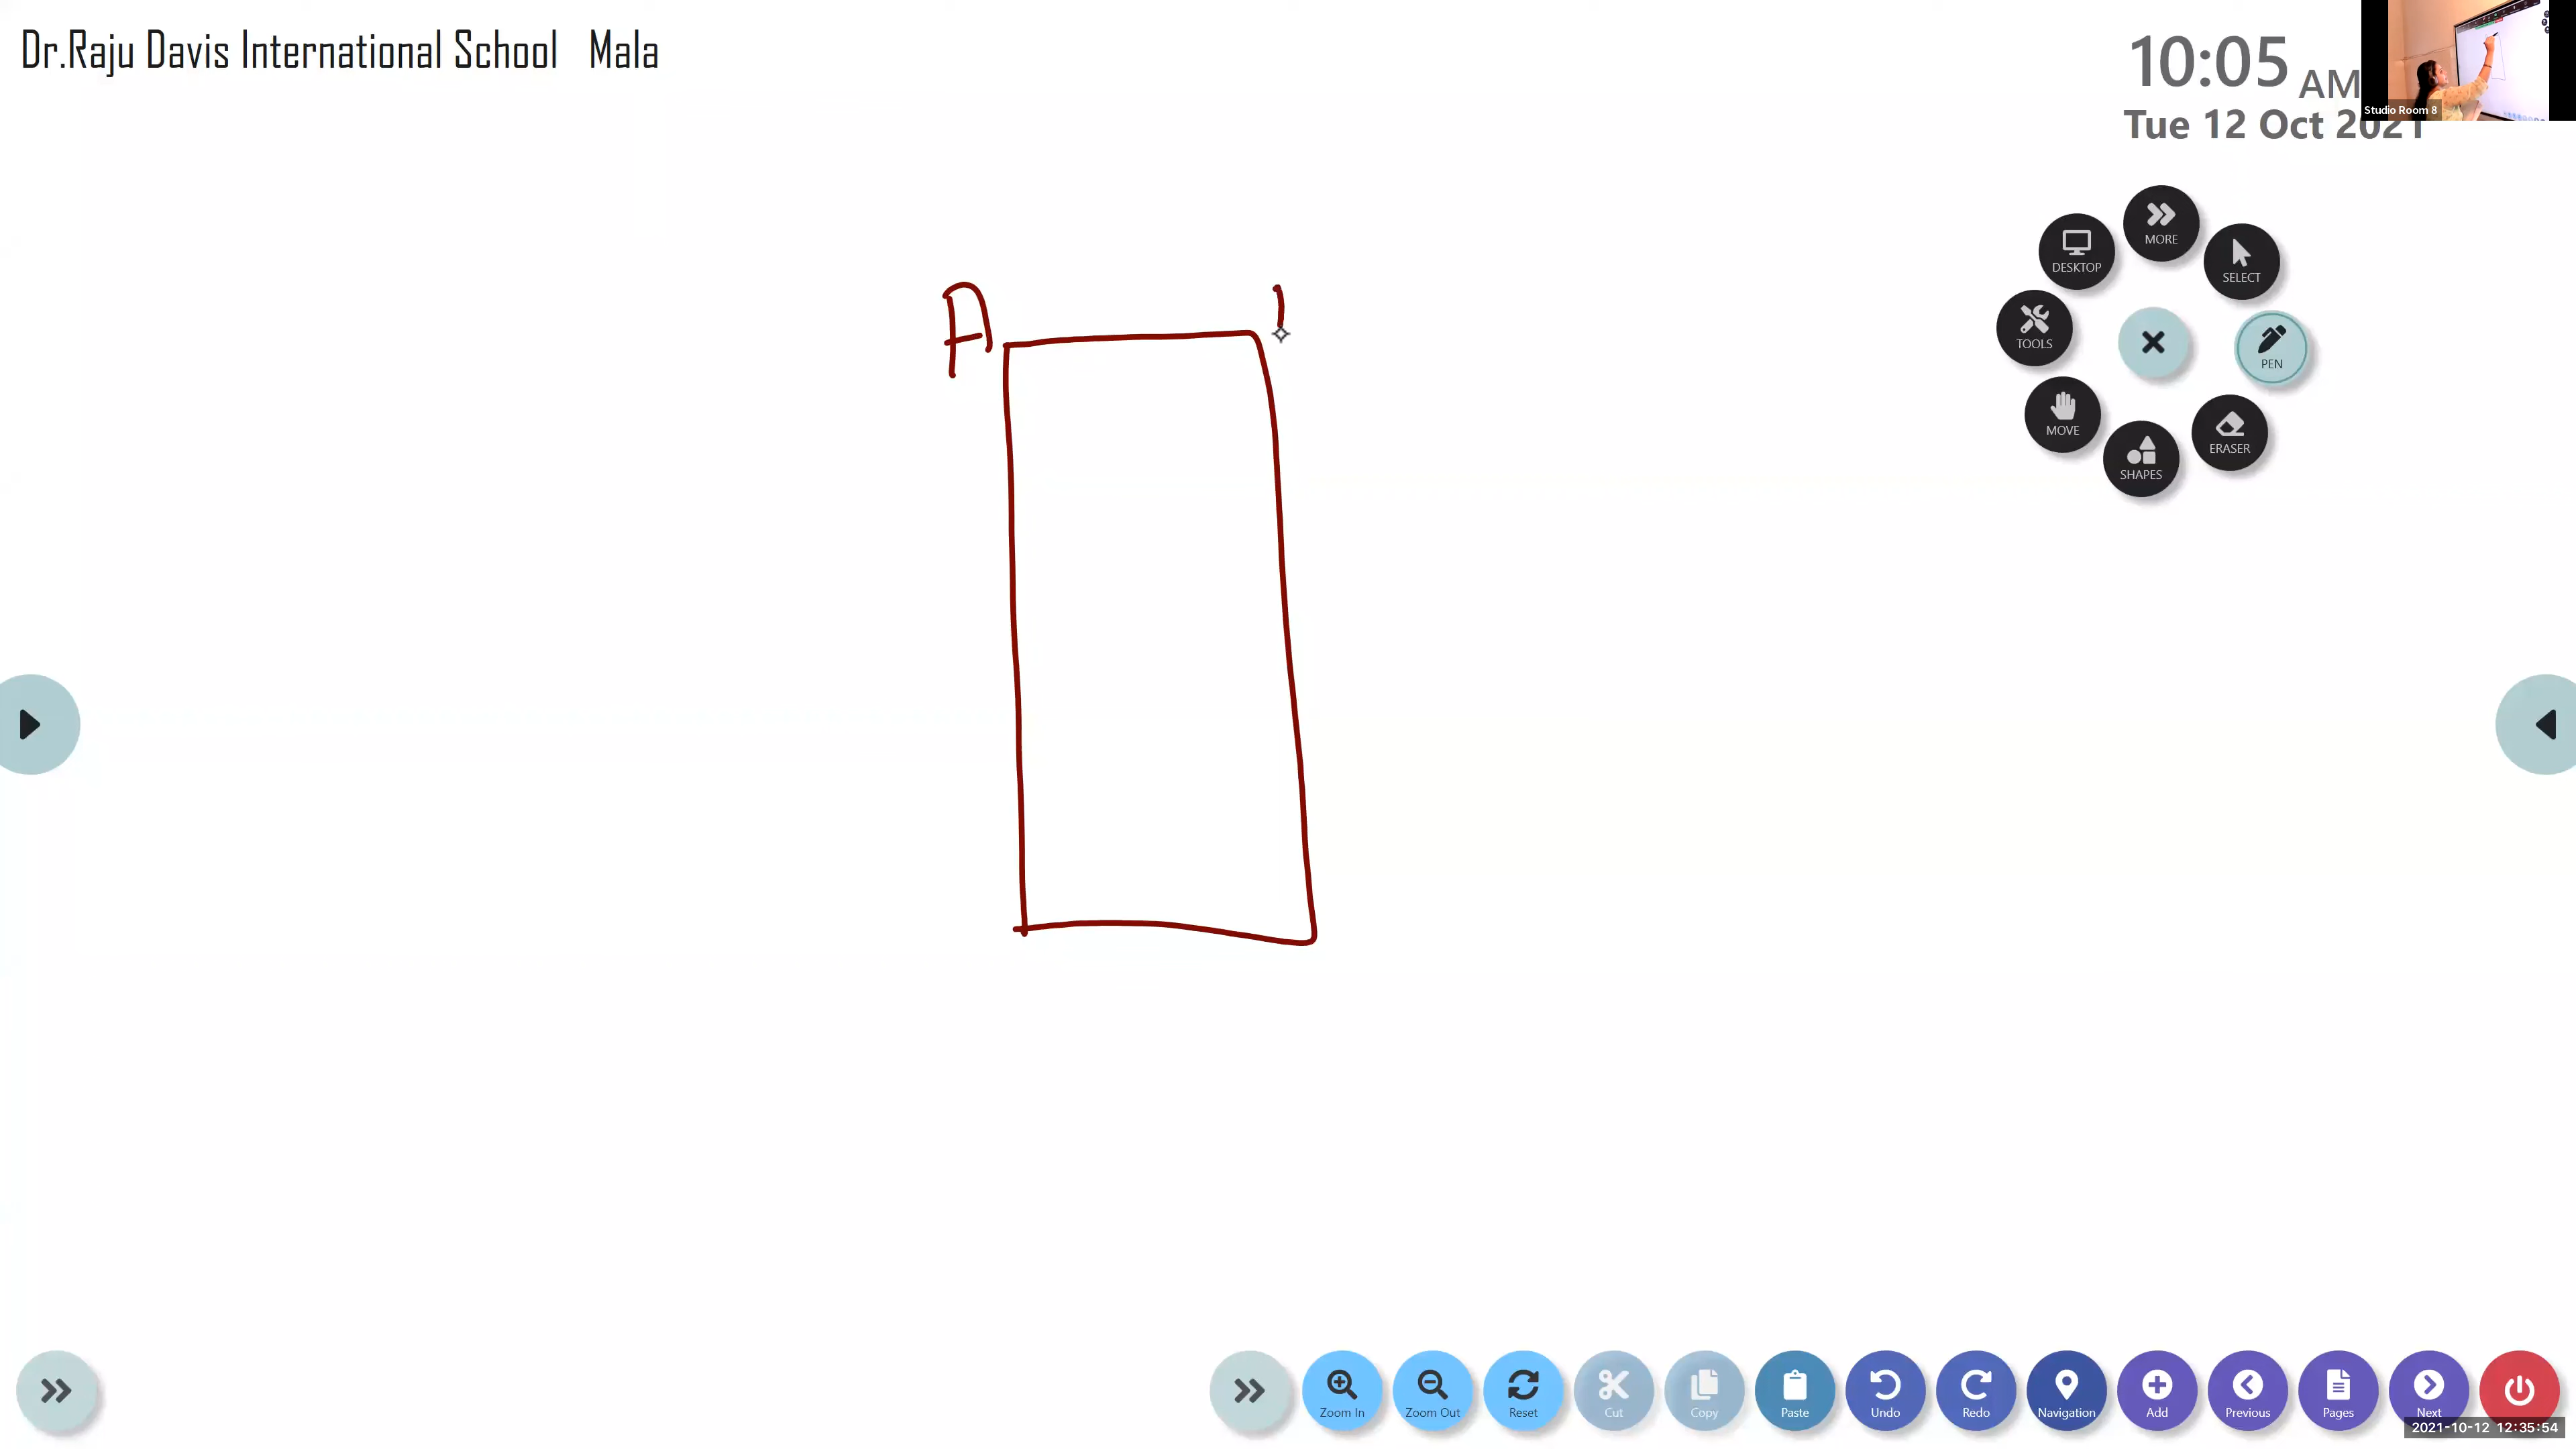 Dr.Raju Davis International School Mala
10:05 AM
Tue 12 Oct 2021
Studio Room 8
MORE
DESKTOP
SELECT
TOOLS
PEN
MOVE
ERASER
SHAPES
A
Zoom In
Zoom Out
Reset
Cut
Copy
Paste
Undo
Redo
Navigation
Add
Previous
Pages
Next
2021-10-12 12:35:54